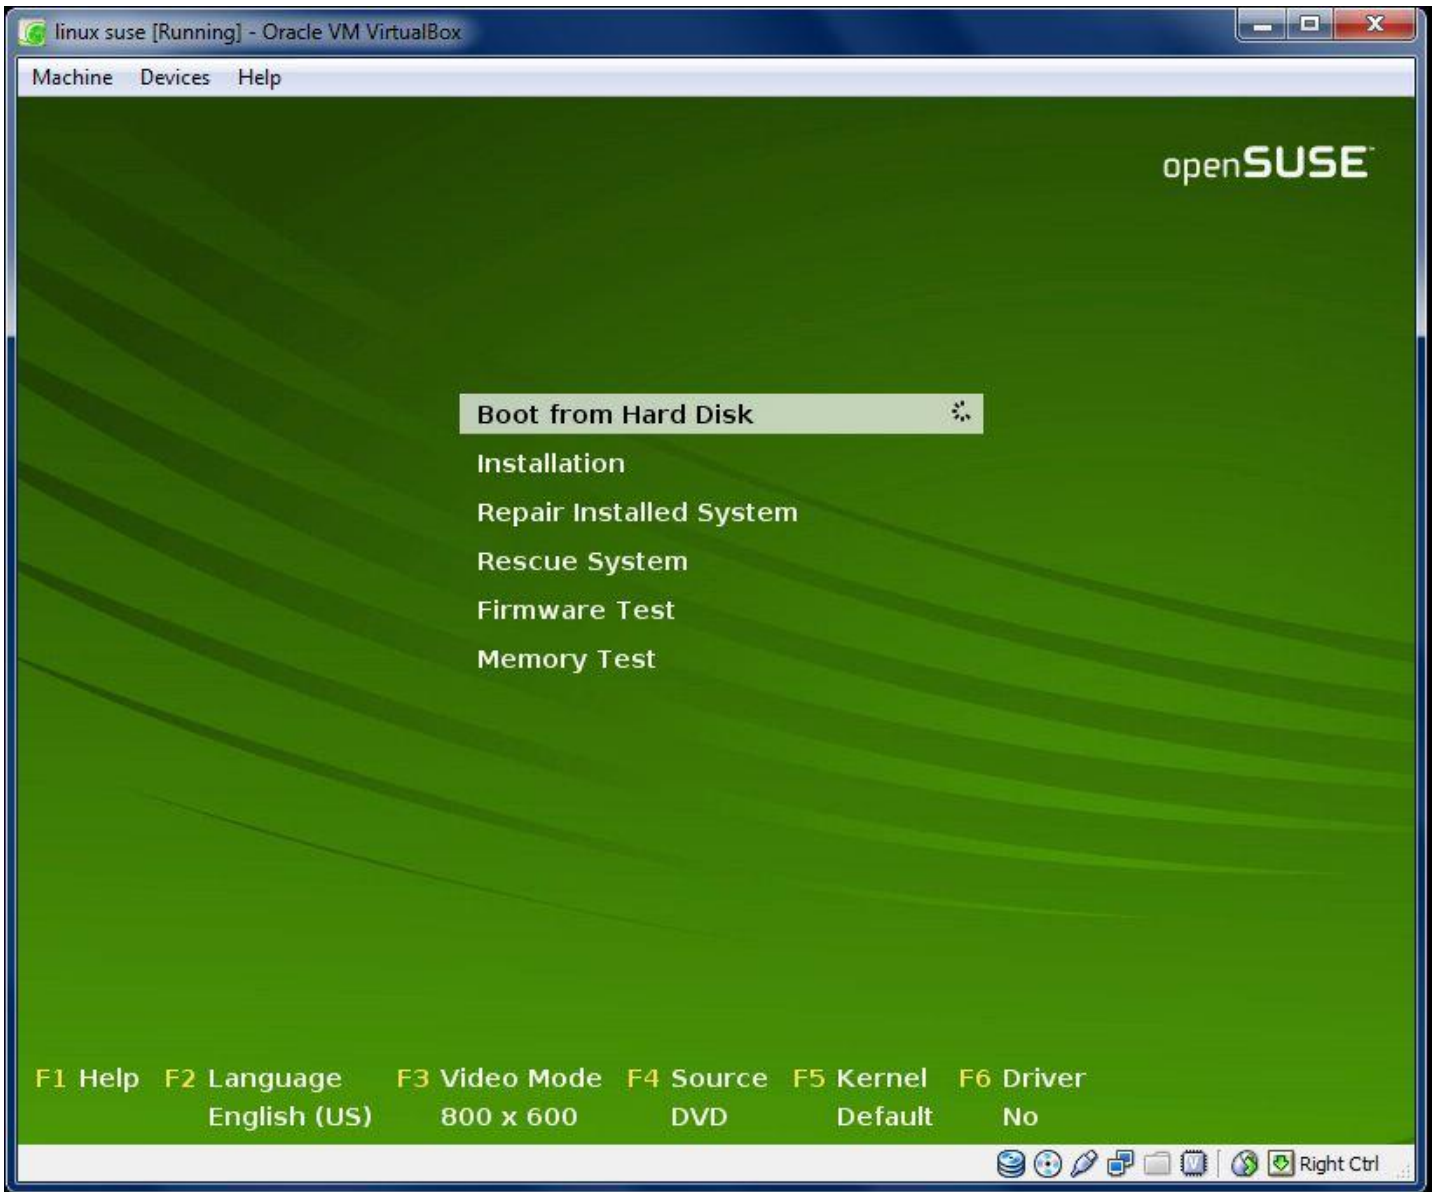 linux suse [Running] - Oracle VM VirtualBox
Machine Devices Help
openSUSE™
Boot from Hard Disk
Installation
Repair Installed System
Rescue System
Firmware Test
Memory Test
F1 Help F2 Language F3 Video Mode F4 Source F5 Kernel F6 Driver
English (US) 800 x 600 DVD Default No
Right Ctrl